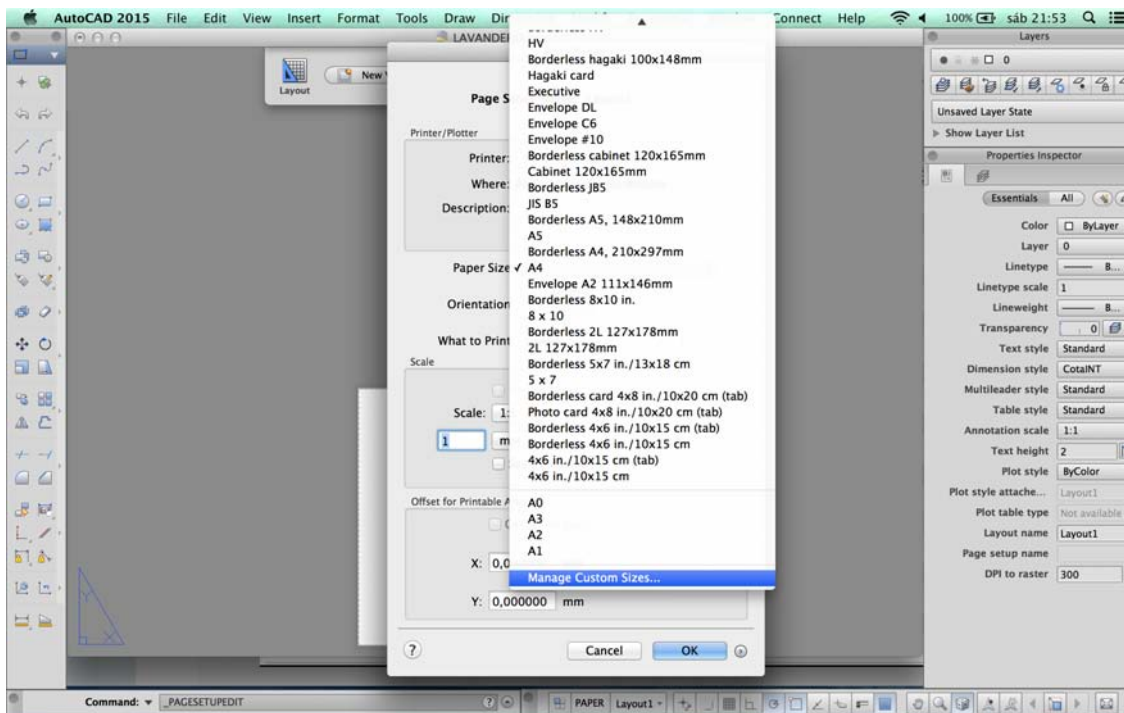 AutoCAD 2015 File Edit View Insert Format Tools Draw Connect Help 100% sáb 21:53
LAVANDE
Layers
0
Unsaved Layer State
Show Layer List
Properties Inspector
Essentials All
Color ByLayer
Layer 0
Linetype B...
Linetype scale 1
Lineweight B...
Transparency 0
Text style Standard
Dimension style CotaINT
Multileader style Standard
Table style Standard
Annotation scale 1:1
Text height 2
Plot style ByColor
Plot style attache... Layout1
Plot table type Not available
Layout name Layout1
Page setup name
DPI to raster 300
Layout
New
Page S
Printer/Plotter
Printer:
Where:
Description:
Paper Size
Orientation
What to Print
Scale
Scale: 1:
1 m
Offset for Printable A
X: 0,0
Y: 0,000000 mm
? Cancel OK
HV
Borderless hagaki 100x148mm
Hagaki card
Executive
Envelope DL
Envelope C6
Envelope #10
Borderless cabinet 120x165mm
Cabinet 120x165mm
Borderless JB5
JIS B5
Borderless A5, 148x210mm
A5
Borderless A4, 210x297mm
✓ A4
Envelope A2 111x146mm
Borderless 8x10 in.
8 x 10
Borderless 2L 127x178mm
2L 127x178mm
Borderless 5x7 in./13x18 cm
5 x 7
Borderless card 4x8 in./10x20 cm (tab)
Photo card 4x8 in./10x20 cm (tab)
Borderless 4x6 in./10x15 cm (tab)
Borderless 4x6 in./10x15 cm
4x6 in./10x15 cm (tab)
4x6 in./10x15 cm
A0
A3
A2
A1
Manage Custom Sizes...
Command: _PAGESETUPEDIT
PAPER Layout1